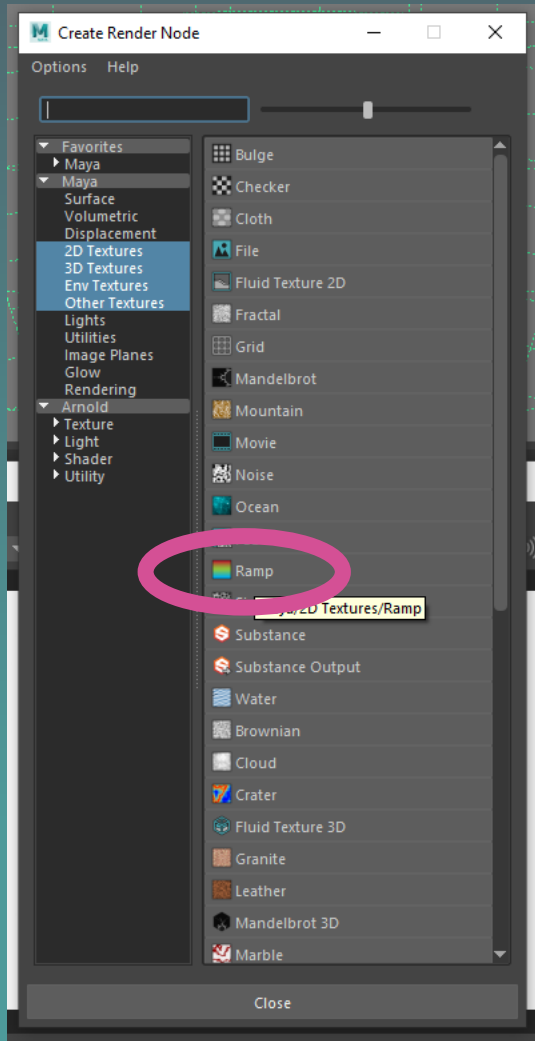 Create Render Node
Options Help
Favorites
Maya
Maya
Surface
Volumetric
Displacement
2D Textures
3D Textures
Env Textures
Other Textures
Lights
Utilities
Image Planes
Glow
Rendering
Arnold
Texture
Light
Shader
Utility
Bulge
Checker
Cloth
File
Fluid Texture 2D
Fractal
Grid
Mandelbrot
Mountain
Movie
Noise
Ocean
Ramp
2D Textures/Ramp
Substance
Substance Output
Water
Brownian
Cloud
Crater
Fluid Texture 3D
Granite
Leather
Mandelbrot 3D
Marble
Close